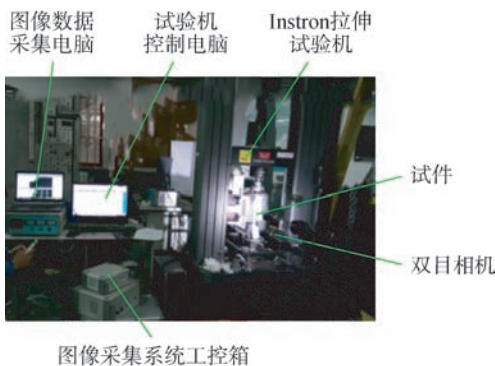 图像数据
采集电脑
试验机
控制电脑
Instron拉伸
试验机
试件
双目相机
图像采集系统工控箱